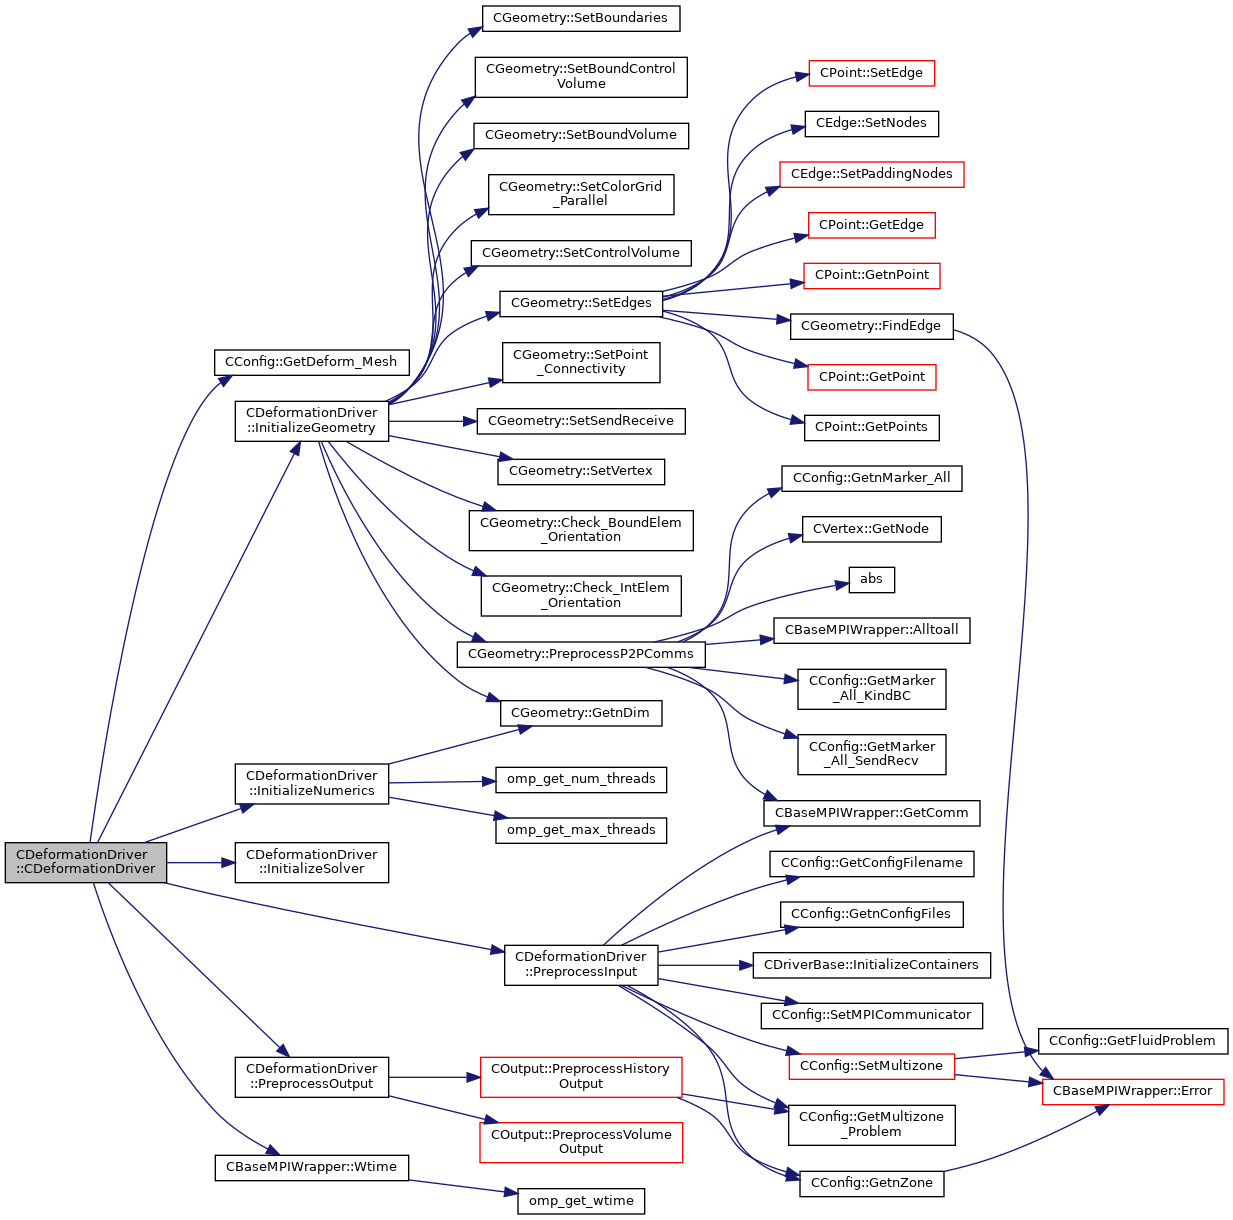 CDeformationDriver
::CDeformationDriver
CConfig::GetDeform_Mesh
CDeformationDriver
::InitializeGeometry
CDeformationDriver
::InitializeNumerics
CDeformationDriver
::InitializeSolver
CDeformationDriver
::PreprocessOutput
CBaseMPIWrapper::Wtime
CGeometry::SetBoundaries
CGeometry::SetBoundControl
Volume
CGeometry::SetBoundVolume
CGeometry::SetColorGrid
_Parallel
CGeometry::SetControlVolume
CGeometry::SetEdges
CGeometry::SetPoint
_Connectivity
CGeometry::SetSendReceive
CGeometry::SetVertex
CGeometry::Check_BoundElem
_Orientation
CGeometry::Check_IntElem
_Orientation
CGeometry::PreprocessP2PComms
CGeometry::GetnDim
omp_get_num_threads
omp_get_max_threads
CDeformationDriver
::PreprocessInput
COutput::PreprocessHistory
Output
COutput::PreprocessVolume
Output
omp_get_wtime
CPoint::SetEdge
CEdge::SetNodes
CEdge::SetPaddingNodes
CPoint::GetEdge
CPoint::GetnPoint
CGeometry::FindEdge
CPoint::GetPoint
CPoint::GetPoints
CConfig::GetnMarker_All
CVertex::GetNode
abs
CBaseMPIWrapper::Alltoall
CConfig::GetMarker
_All_KindBC
CConfig::GetMarker
_All_SendRecv
CBaseMPIWrapper::GetComm
CConfig::GetConfigFilename
CConfig::GetnConfigFiles
CDriverBase::InitializeContainers
CConfig::SetMPICommunicator
CConfig::SetMultizone
CConfig::GetMultizone
_Problem
CConfig::GetnZone
CConfig::GetFluidProblem
CBaseMPIWrapper::Error